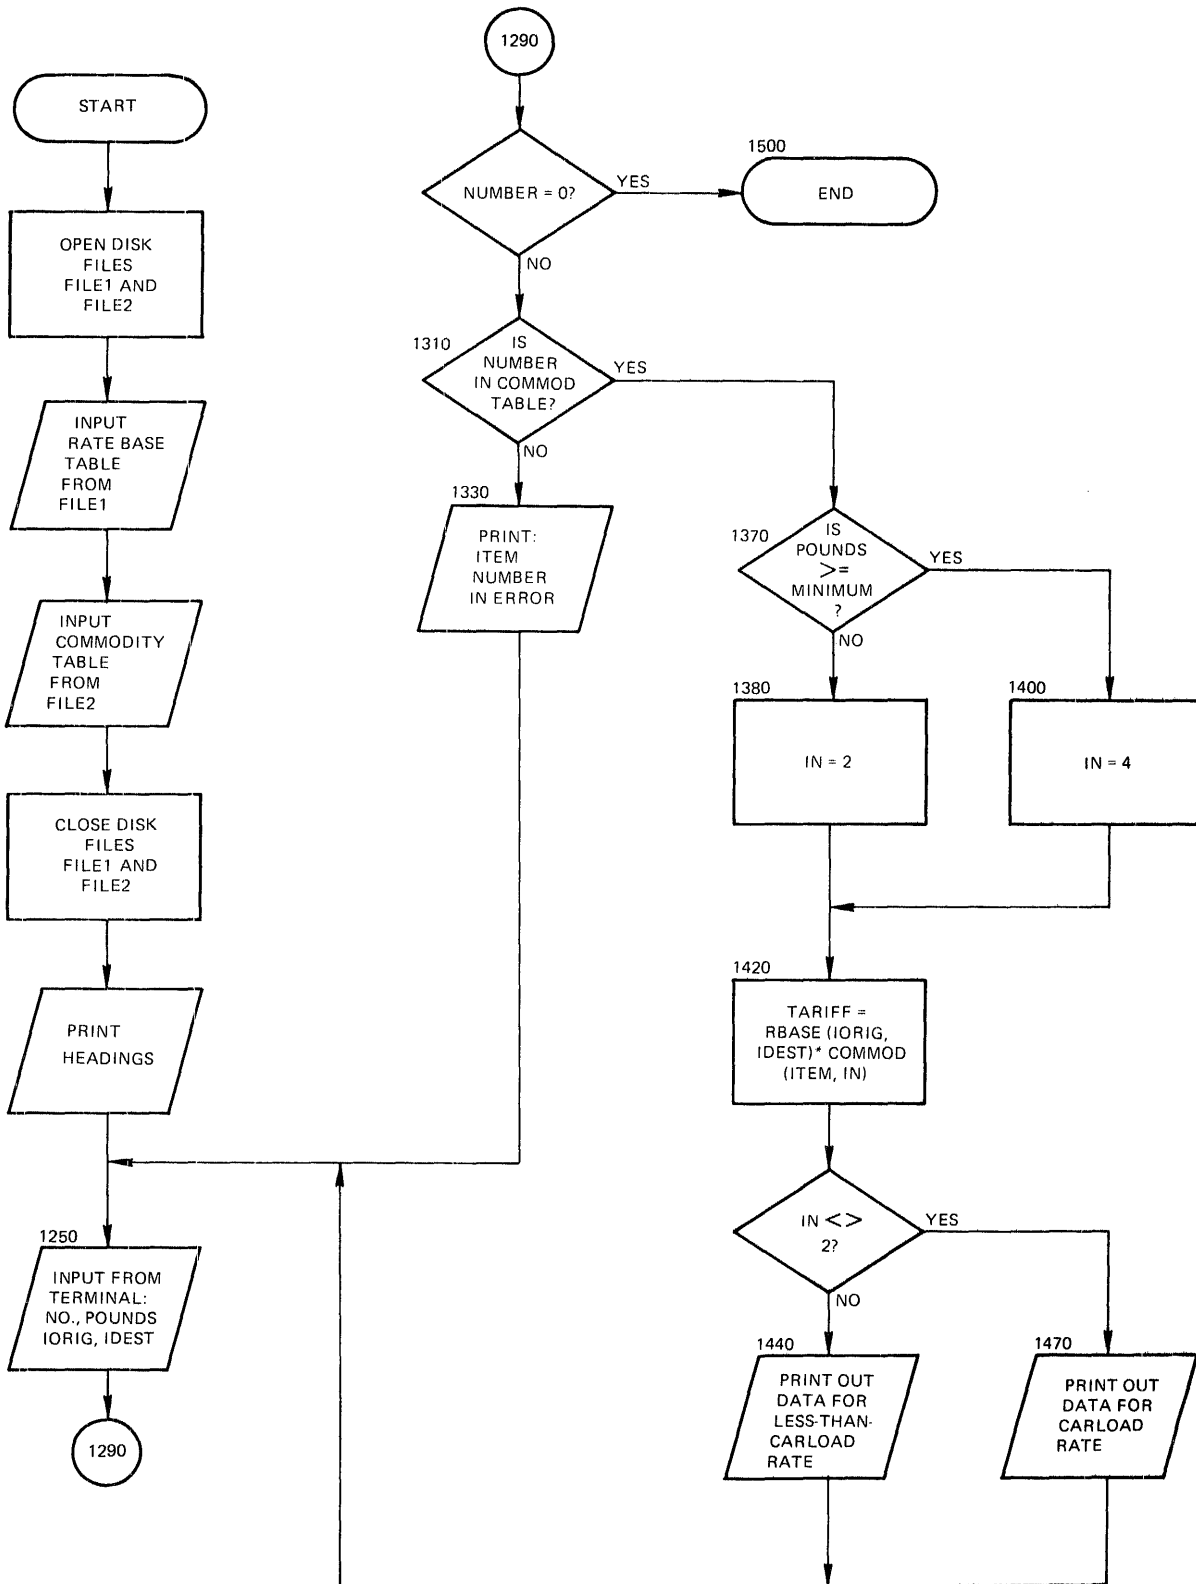 START
OPEN DISK
FILES
FILE1 AND
FILE2
INPUT
RATE BASE
TABLE
FROM
FILE1
INPUT
COMMODITY
TABLE
FROM
FILE2
CLOSE DISK
FILES
FILE1 AND
FILE2
PRINT
HEADINGS
1250
INPUT FROM
TERMINAL:
NO., POUNDS
IORIG, IDEST
1290
1290
NUMBER = 0?
YES
1500
END
NO
1310
IS
NUMBER
IN COMMOD
TABLE?
YES
NO
1330
PRINT:
ITEM
NUMBER
IN ERROR
1370
IS
POUNDS
>=
MINIMUM
?
YES
NO
1380
IN = 2
1400
IN = 4
1420
TARIFF =
RBASE (IORIG,
IDEST)* COMMOD
(ITEM, IN)
IN <>
2?
YES
NO
1440
PRINT OUT
DATA FOR
LESS-THAN-
CARLOAD
RATE
1470
PRINT OUT
DATA FOR
CARLOAD
RATE